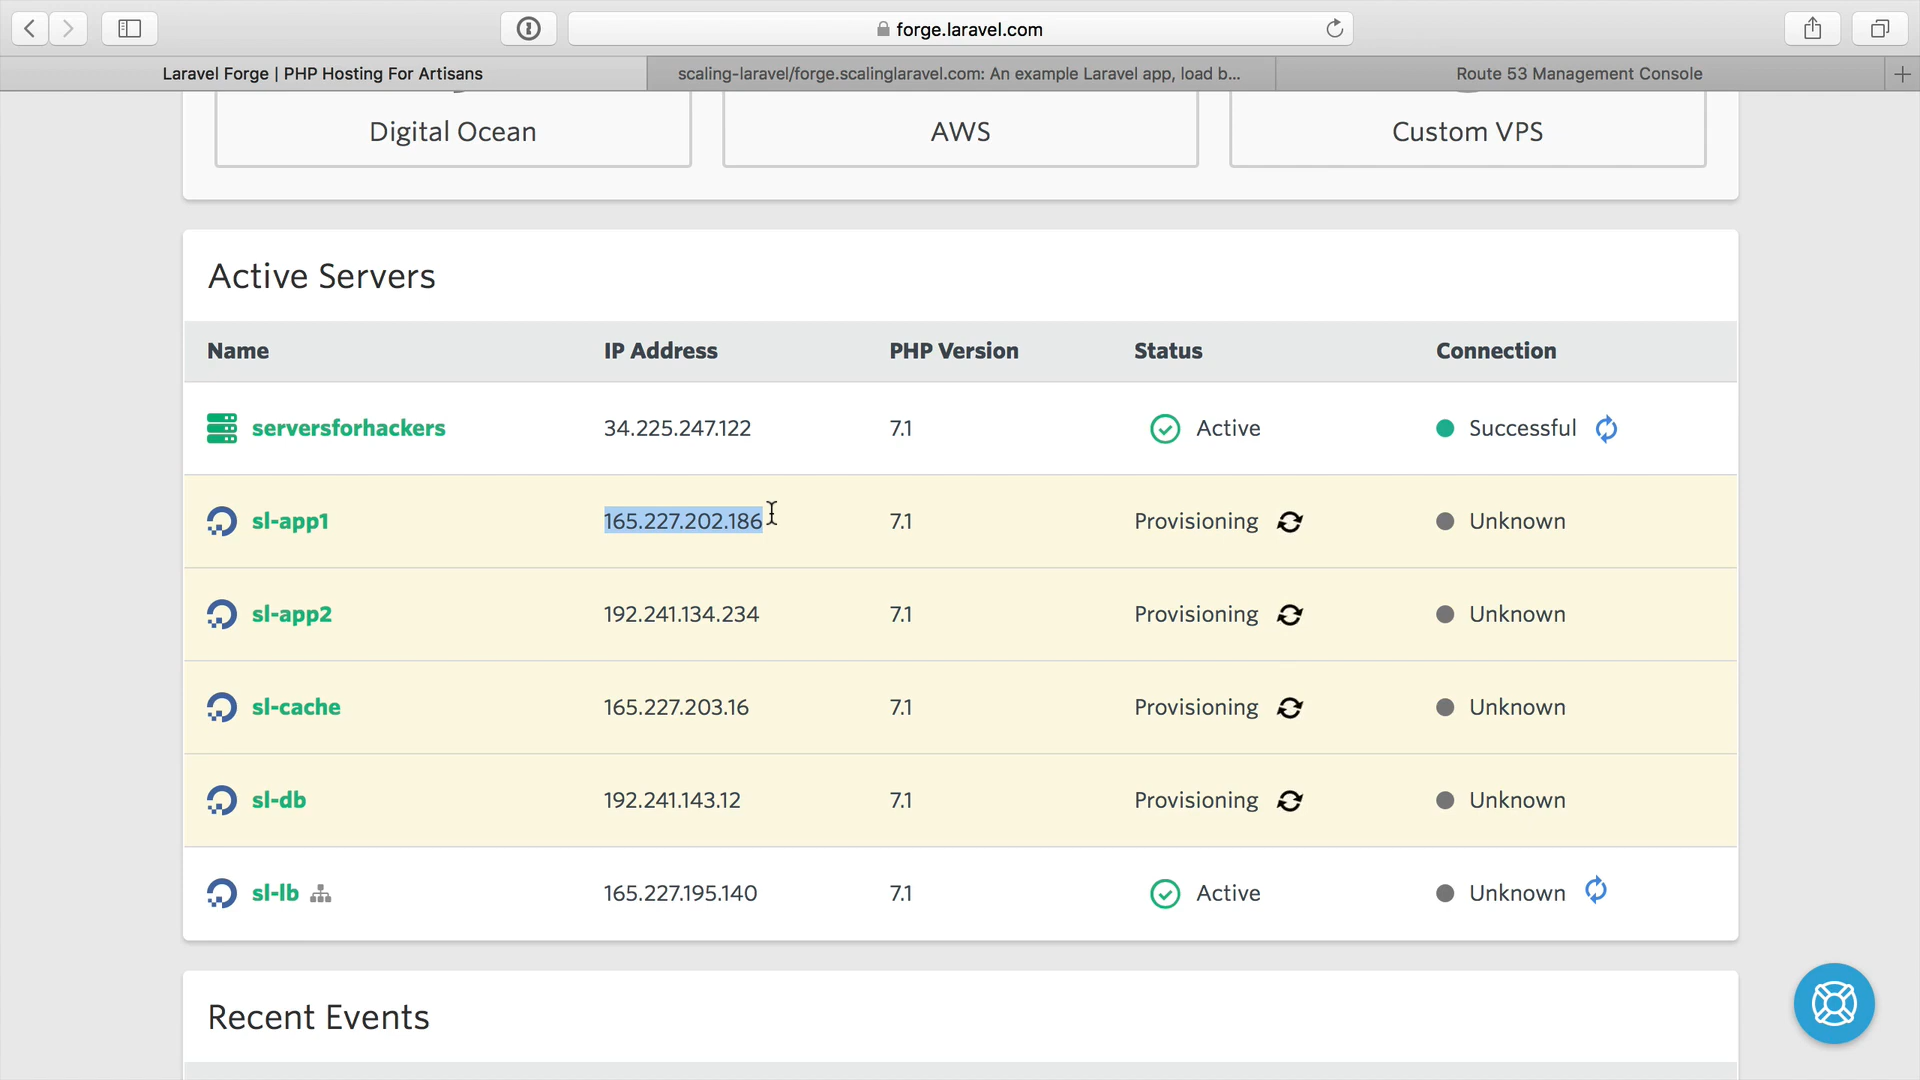 forge.laravel.com
Laravel Forge | PHP Hosting For Artisans
scaling-laravel/forge.scalinglaravel.com: An example Laravel app, load b...
Route 53 Management Console
Digital Ocean
AWS
Custom VPS
Active Servers
Name IP Address PHP Version Status Connection
serversforhackers 34.225.247.122 7.1 Active Successful
sl-app1 165.227.202.186 7.1 Provisioning Unknown
sl-app2 192.241.134.234 7.1 Provisioning Unknown
sl-cache 165.227.203.16 7.1 Provisioning Unknown
sl-db 192.241.143.12 7.1 Provisioning Unknown
sl-lb 165.227.195.140 7.1 Active Unknown
Recent Events